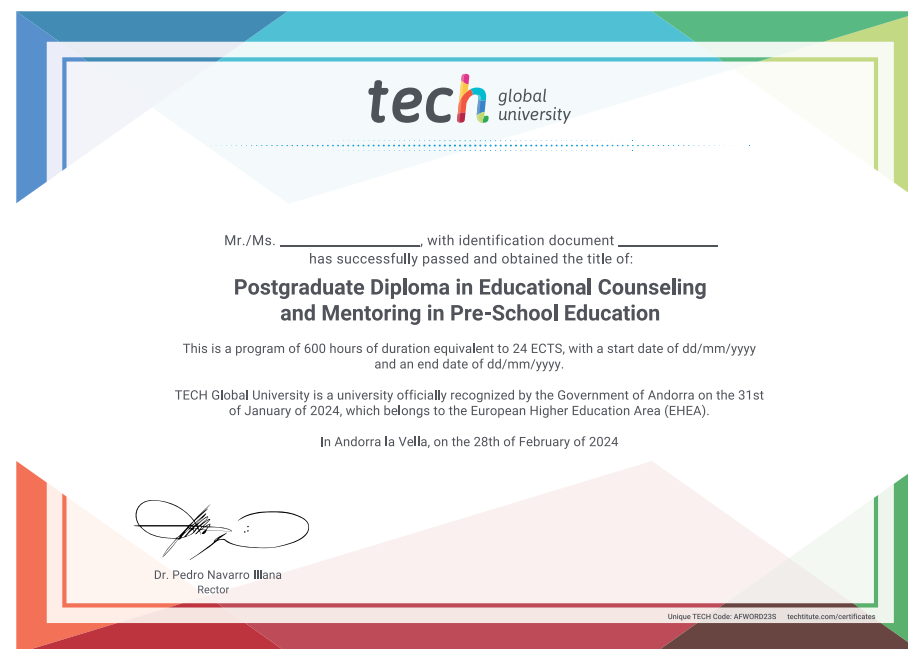 tech global university
Mr./Ms. ____________________, with identification document ______________
has successfully passed and obtained the title of:
Postgraduate Diploma in Educational Counseling
and Mentoring in Pre-School Education
This is a program of 600 hours of duration equivalent to 24 ECTS, with a start date of dd/mm/yyyy
and an end date of dd/mm/yyyy.
TECH Global University is a university officially recognized by the Government of Andorra on the 31st
of January of 2024, which belongs to the European Higher Education Area (EHEA).
In Andorra la Vella, on the 28th of February of 2024
Dr. Pedro Navarro Illana
Rector
Unique TECH Code: AFWORD23S techtitute.com/certificates